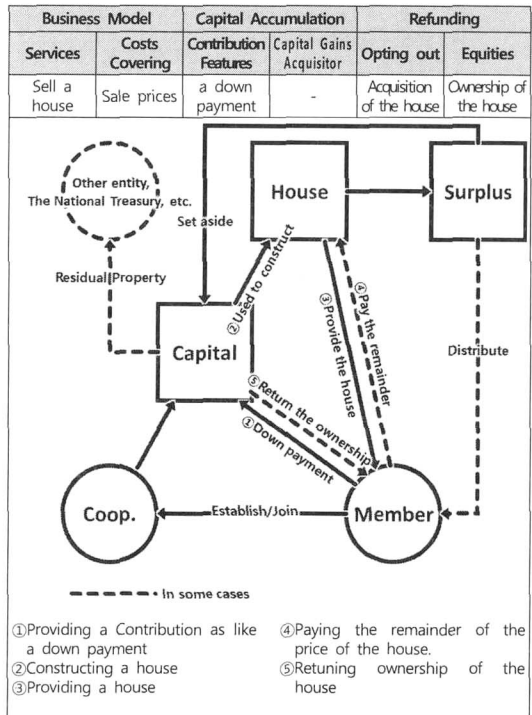 Business Model Capital Accumulation Refunding
Services Costs Covering Contribution Features Capital Gains Acquisitor Opting out Equities
Sell a house Sale prices a down payment - Acquisition of the house Ownership of the house
Other entity,
The National Treasury, etc.
House
Surplus
Set aside
Residual Property
②Used to construct
③Provide the house
④Pay the remainder
Capital
Distribute
⑤Return the ownership
①Down payment
Coop.
Establish/Join
Member
In some cases
①Providing a Contribution as like
a down payment
②Constructing a house
③Providing a house
④Paying the remainder of the
price of the house.
⑤Retuning ownership of the
house